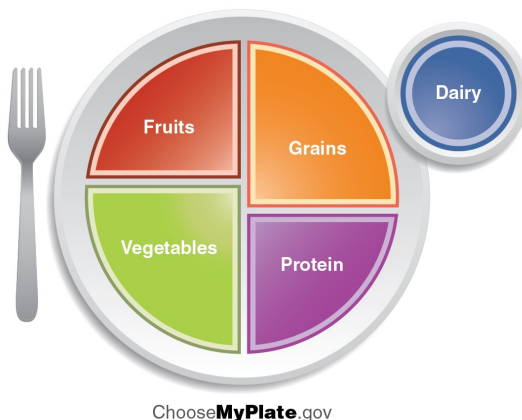 Fruits
Grains
Dairy
Vegetables
Protein
ChooseMyPlate.gov